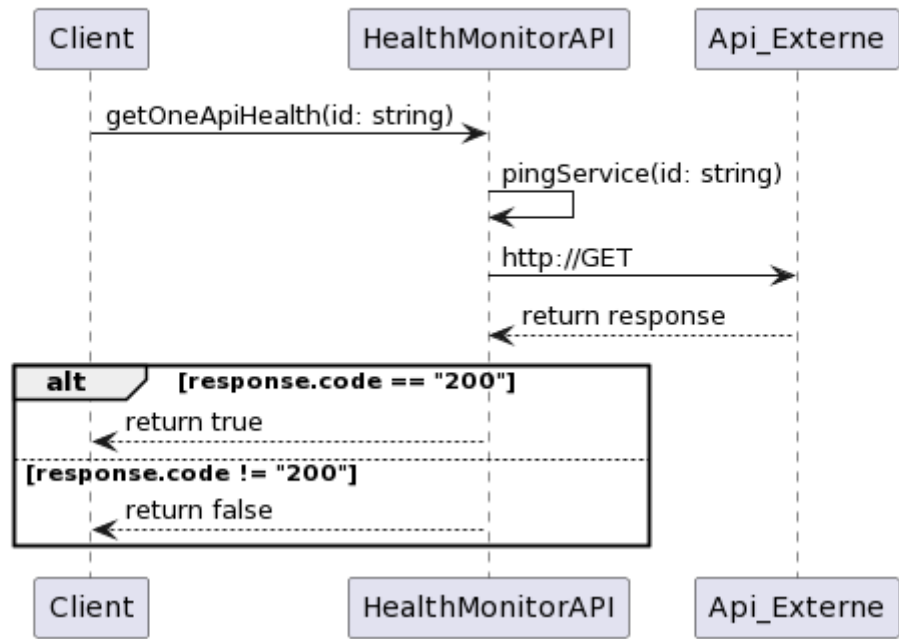 Client HealthMonitorAPI Api_Externe
getOneApiHealth(id: string)
pingService(id: string)
http://GET
return response
alt [response.code == "200"]
return true
[response.code != "200"]
return false
Client HealthMonitorAPI Api_Externe